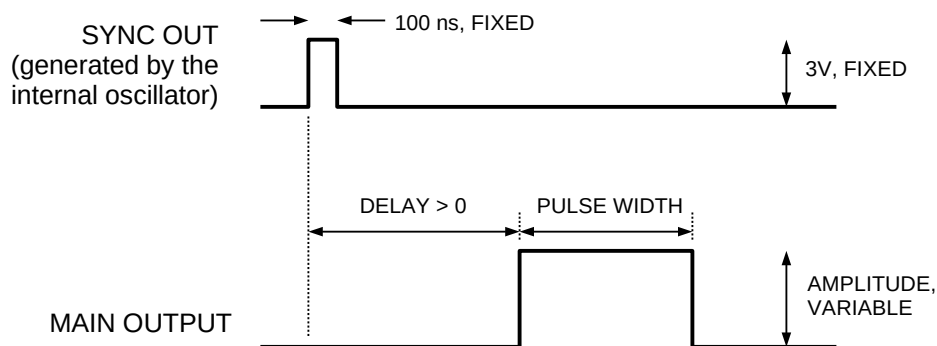 100 ns, FIXED
SYNC OUT
(generated by the
internal oscillator)
3V, FIXED
DELAY > 0
PULSE WIDTH
AMPLITUDE,
VARIABLE
MAIN OUTPUT